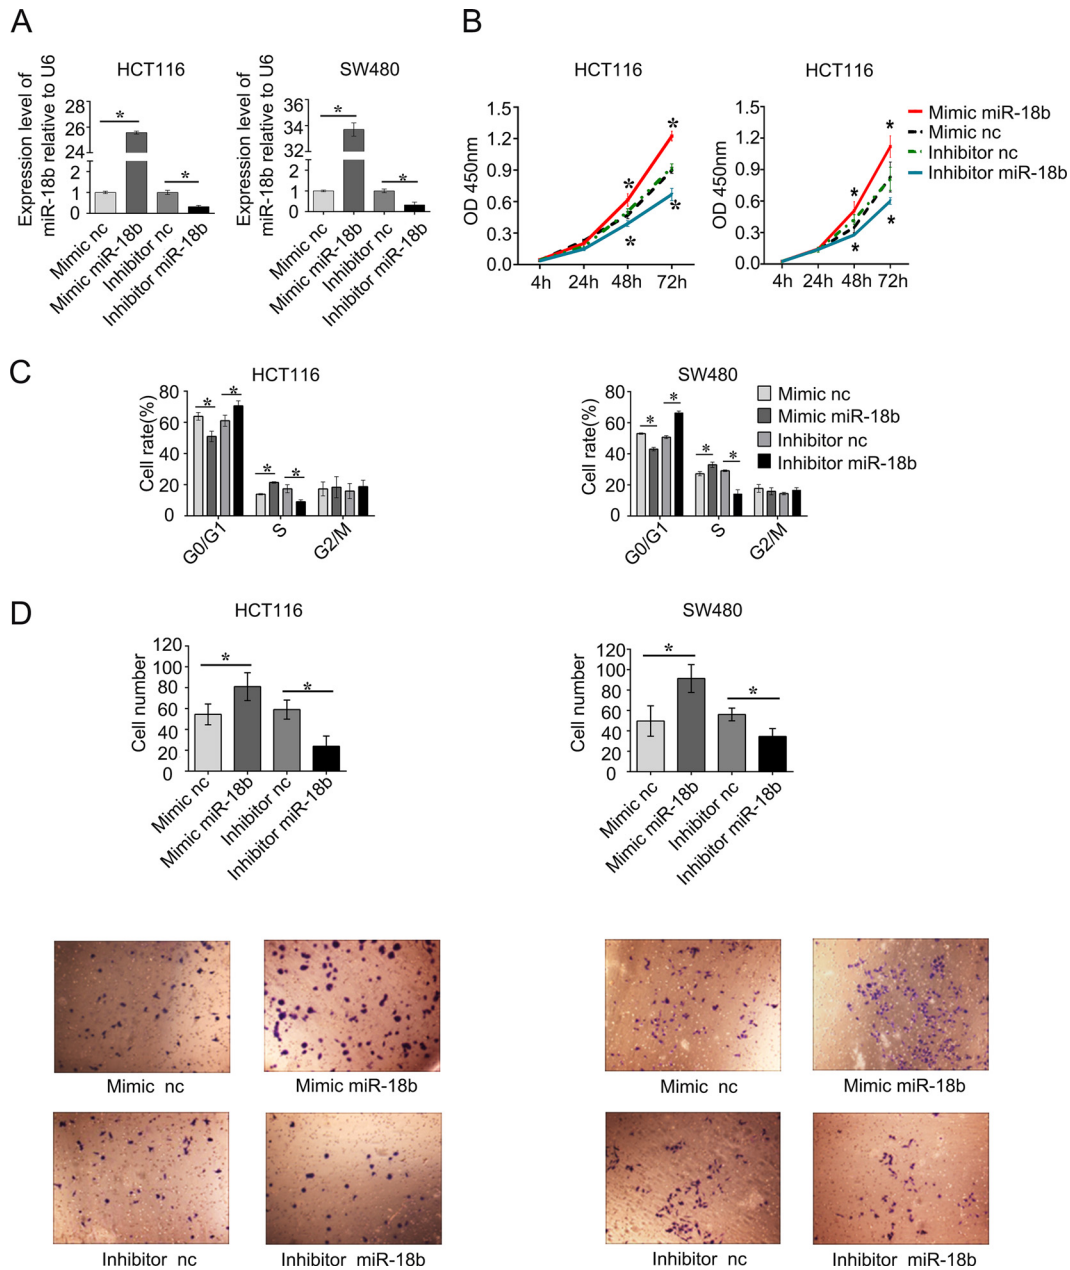 A
HCT116
SW480
Expression level of
miR-18b relative to U6
28
26
24
2
1
0
*
*
Mimic nc
Mimic miR-18b
Inhibitor nc
Inhibitor miR-18b
Expression level of
miR-18b relative to U6
36
34
32
2
1
0
*
*
Mimic nc
Mimic miR-18b
Inhibitor nc
Inhibitor miR-18b
B
HCT116
HCT116
OD 450nm
1.5
1.2
0.9
0.6
0.3
0.0
*
*
*
*
4h 24h 48h 72h
OD 450nm
1.5
1.2
0.9
0.6
0.3
0.0
*
*
*
*
4h 24h 48h 72h
Mimic miR-18b
Mimic nc
Inhibitor nc
Inhibitor miR-18b
C
HCT116
Cell rate(%)
80
60
40
20
0
* *
* *
G0/G1 S G2/M
SW480
Cell rate(%)
80
60
40
20
0
* *
* *
G0/G1 S G2/M
Mimic nc
Mimic miR-18b
Inhibitor nc
Inhibitor miR-18b
D
HCT116
Cell number
120
100
80
60
40
20
0
*
*
Mimic nc
Mimic miR-18b
Inhibitor nc
Inhibitor miR-18b
SW480
Cell number
120
100
80
60
40
20
0
*
*
Mimic nc
Mimic miR-18b
Inhibitor nc
Inhibitor miR-18b
Mimic nc
Mimic miR-18b
Mimic nc
Mimic miR-18b
Inhibitor nc
Inhibitor miR-18b
Inhibitor nc
Inhibitor miR-18b